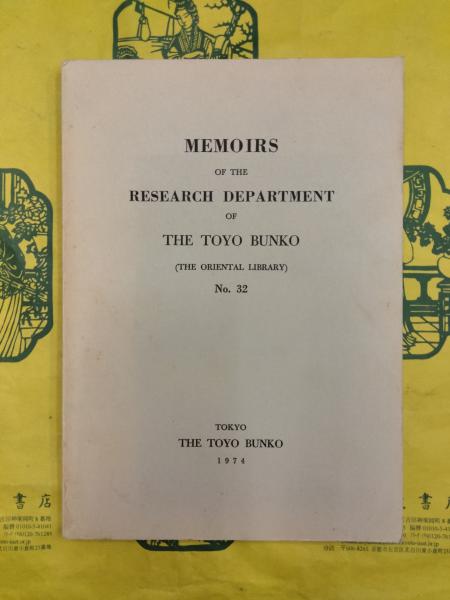 MEMOIRS
OF THE
RESEARCH DEPARTMENT
OF
THE TOYO BUNKO
(THE ORIENTAL LIBRARY)
No. 32
TOKYO
THE TOYO BUNKO
1974
書店
書店